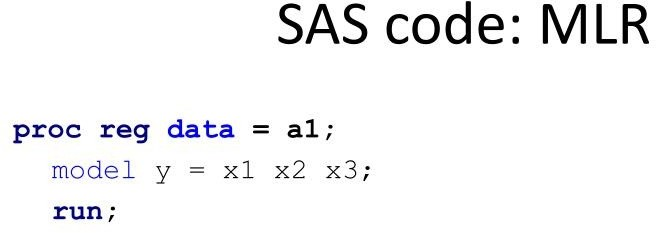 SAS code: MLR
proc reg data = a1;
model y = x1 x2 x3;
run;